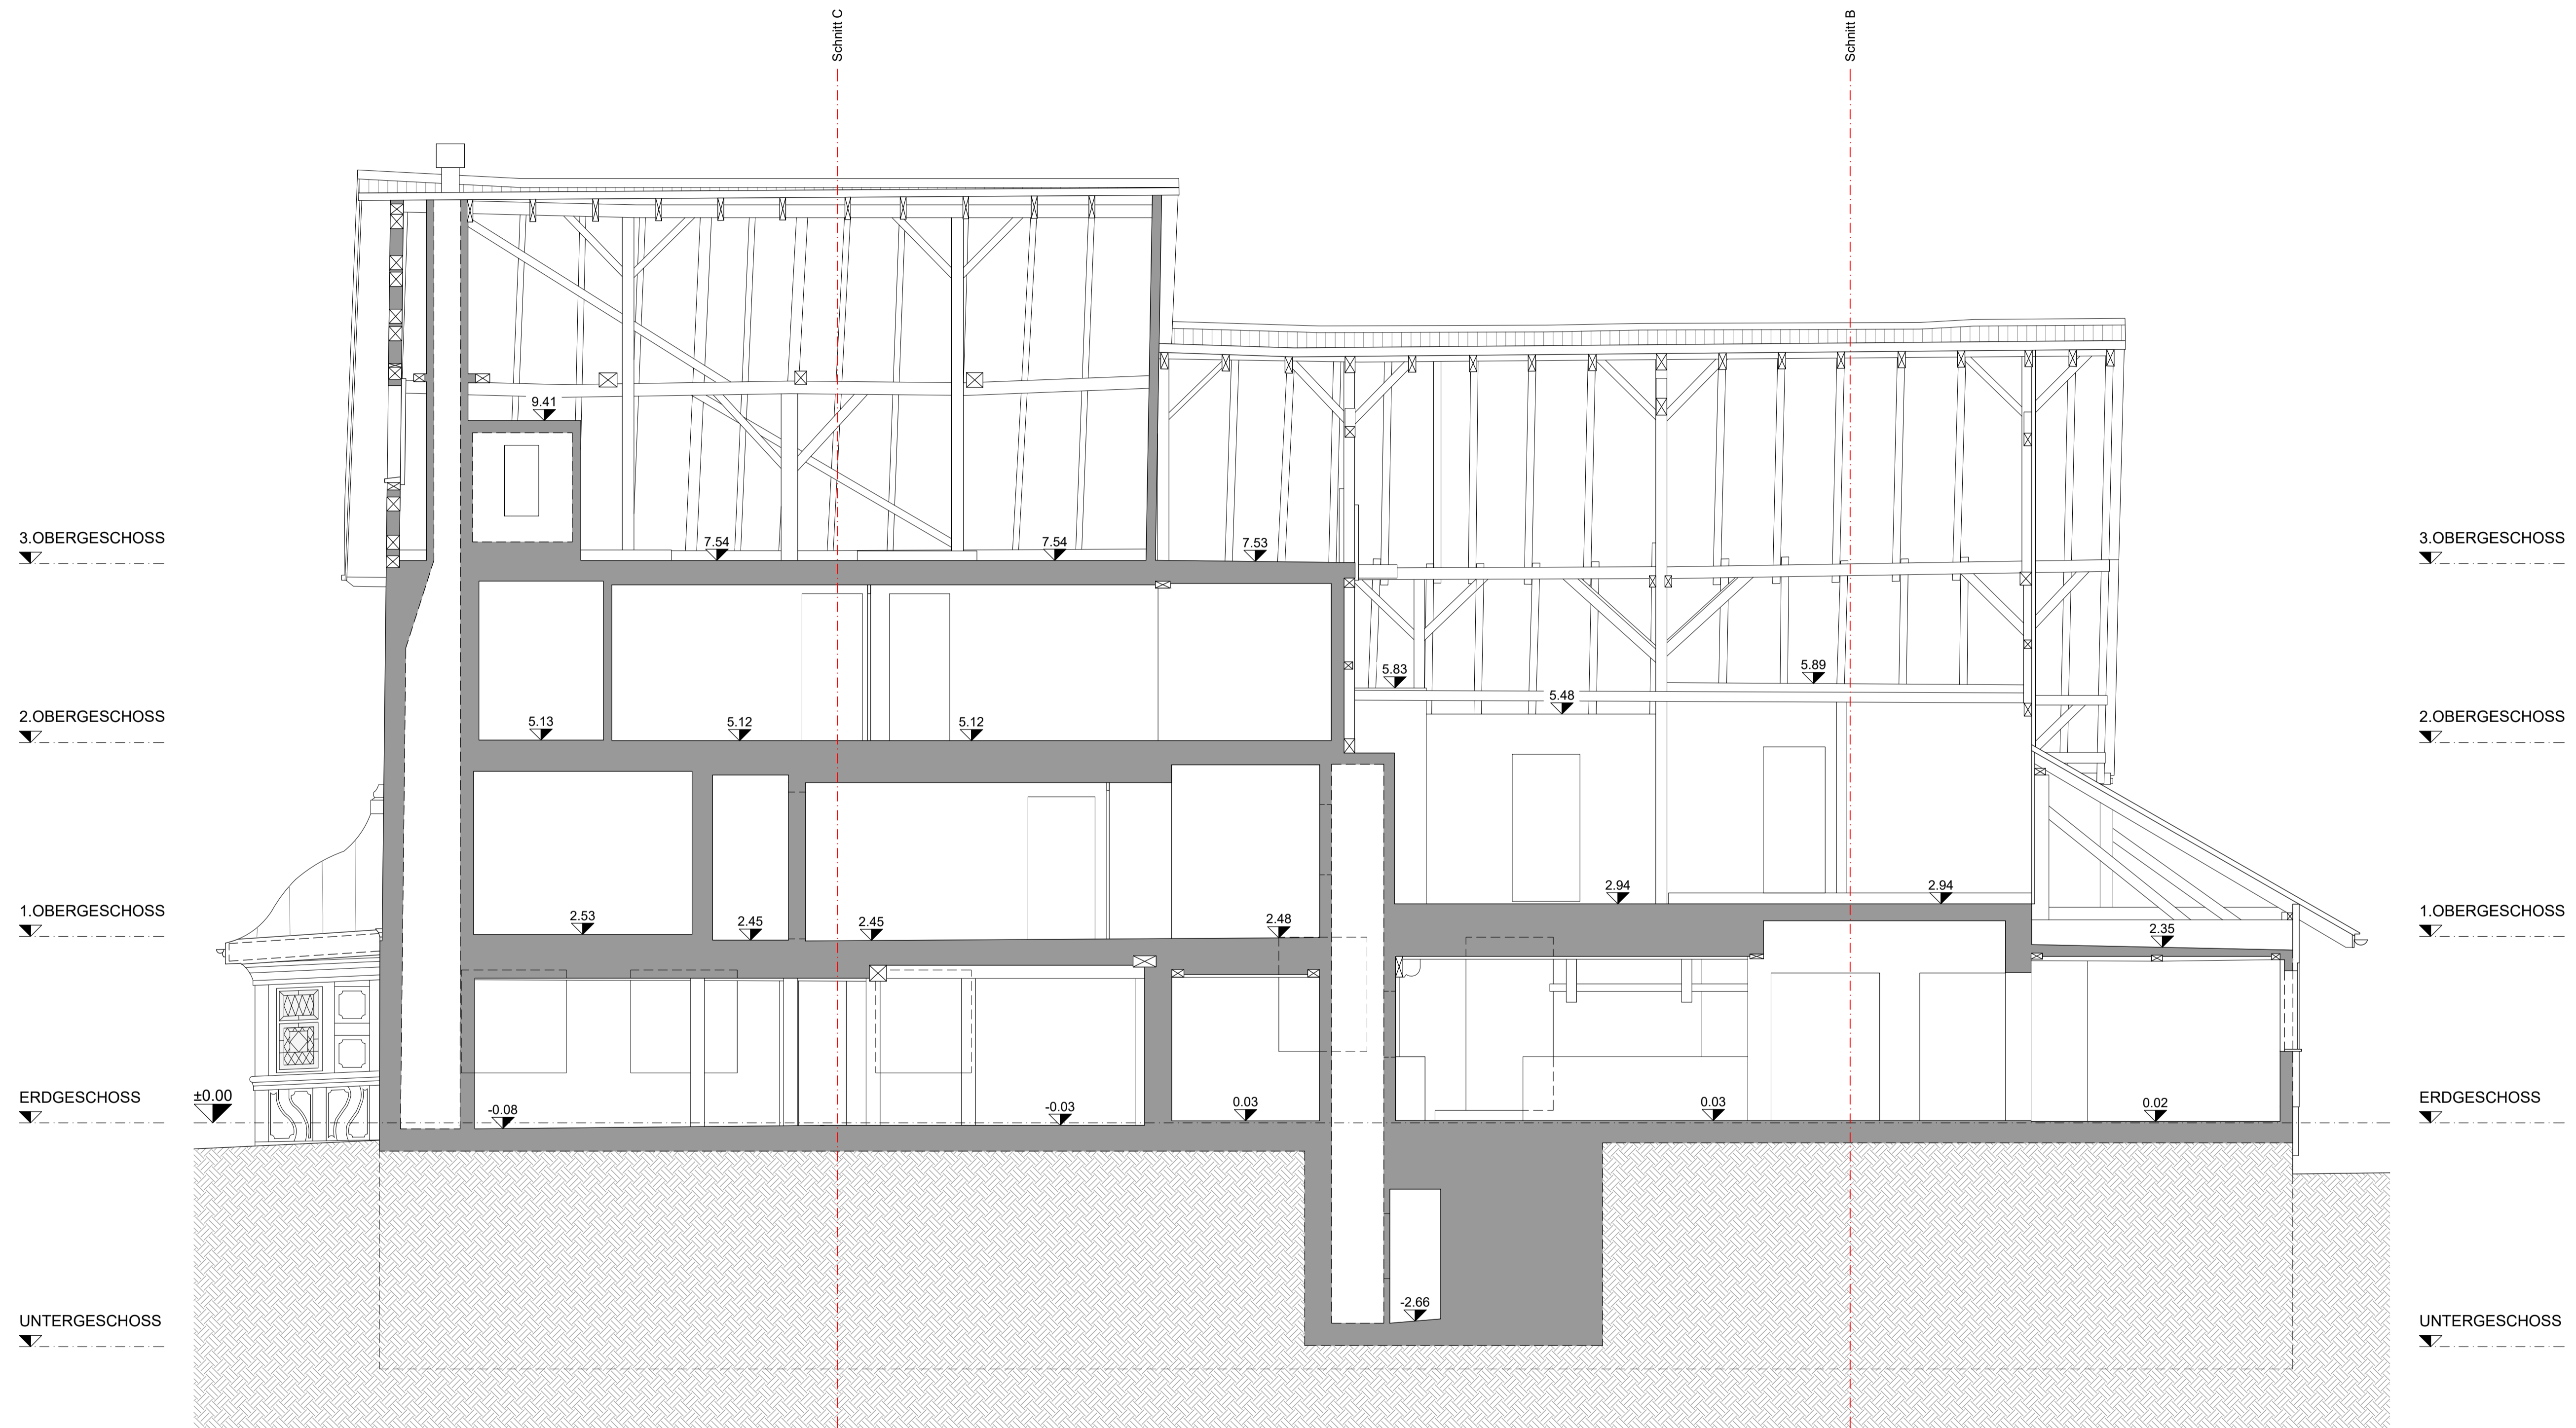 Schnitt C
Schnitt B
9.41
3.OBERGESCHOSS
7.54
7.54
7.53
3.OBERGESCHOSS
5.83
5.89
5.48
2.OBERGESCHOSS
5.13
5.12
5.12
2.OBERGESCHOSS
2.94
2.94
1.OBERGESCHOSS
2.53
2.45
2.45
2.48
2.35
1.OBERGESCHOSS
ERDGESCHOSS
±0.00
-0.08
-0.03
0.03
0.03
0.02
ERDGESCHOSS
UNTERGESCHOSS
-2.66
UNTERGESCHOSS